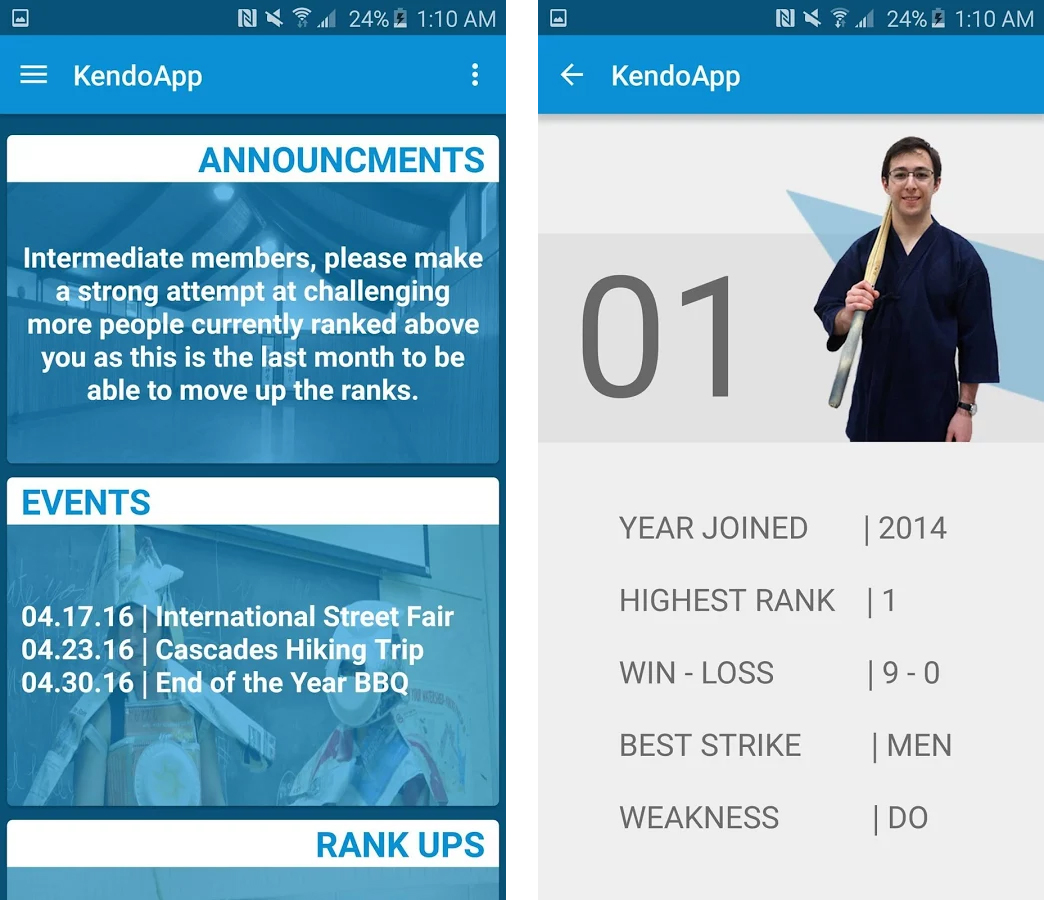 24% 1:10 AM
KendoApp
ANNOUNCMENTS
Intermediate members, please make
a strong attempt at challenging
more people currently ranked above
you as this is the last month to be
able to move up the ranks.
EVENTS
04.17.16 | International Street Fair
04.23.16 | Cascades Hiking Trip
04.30.16 | End of the Year BBQ
RANK UPS
24% 1:10 AM
KendoApp
01
YEAR JOINED | 2014
HIGHEST RANK | 1
WIN - LOSS | 9 - 0
BEST STRIKE | MEN
WEAKNESS | DO